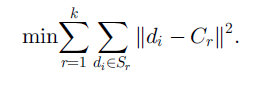 min∑_{r=1}^{k} ∑_{d_i∈S_r} ‖d_i − C_r‖².